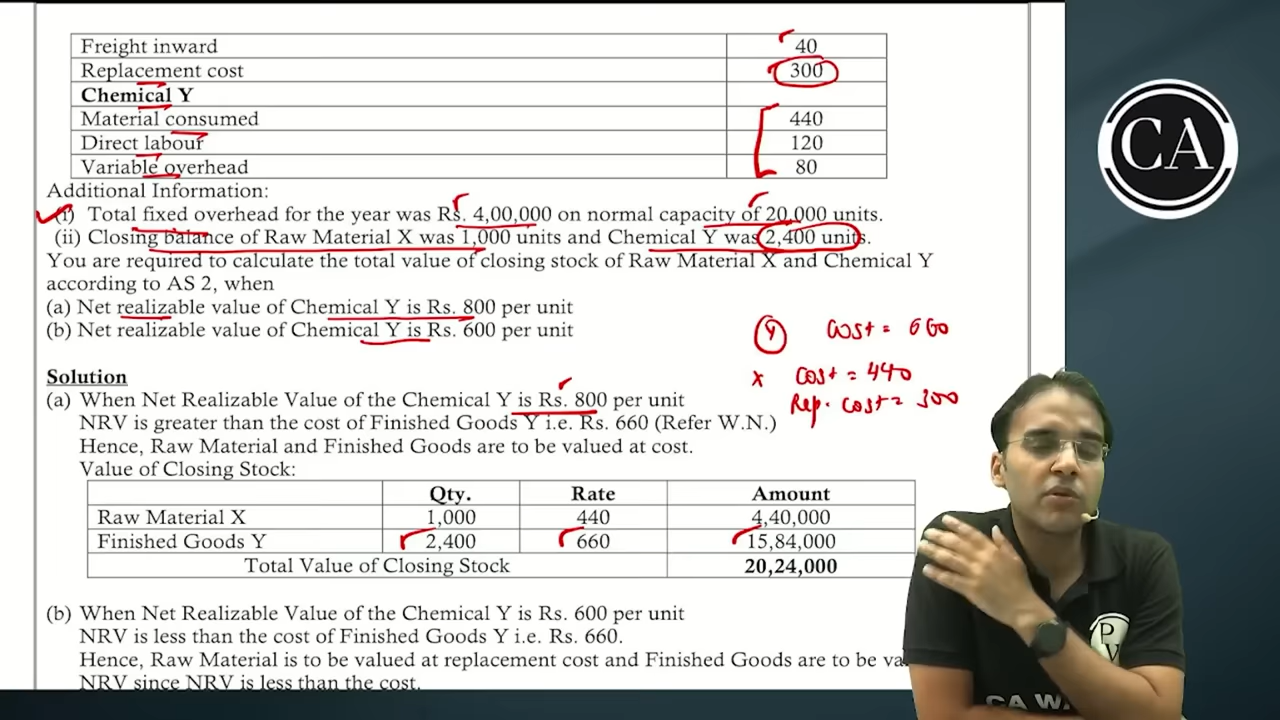 Freight inward 40
Replacement cost 300
Chemical Y
Material consumed 440
Direct labour 120
Variable overhead 80
Additional Information:
(i) Total fixed overhead for the year was Rs. 4,00,000 on normal capacity of 20,000 units.
(ii) Closing balance of Raw Material X was 1,000 units and Chemical Y was 2,400 units.
You are required to calculate the total value of closing stock of Raw Material X and Chemical Y
according to AS 2, when
(a) Net realizable value of Chemical Y is Rs. 800 per unit
(b) Net realizable value of Chemical Y is Rs. 600 per unit
Y cost = 660
X cost = 440
Rep. cost = 300
Solution
(a) When Net Realizable Value of the Chemical Y is Rs. 800 per unit
NRV is greater than the cost of Finished Goods Y i.e. Rs. 660 (Refer W.N.)
Hence, Raw Material and Finished Goods are to be valued at cost.
Value of Closing Stock:
Qty. Rate Amount
Raw Material X 1,000 440 4,40,000
Finished Goods Y 2,400 660 15,84,000
Total Value of Closing Stock 20,24,000
(b) When Net Realizable Value of the Chemical Y is Rs. 600 per unit
NRV is less than the cost of Finished Goods Y i.e. Rs. 660.
Hence, Raw Material is to be valued at replacement cost and Finished Goods are to be va
NRV since NRV is less than the cost.
CA
PW
CA WA